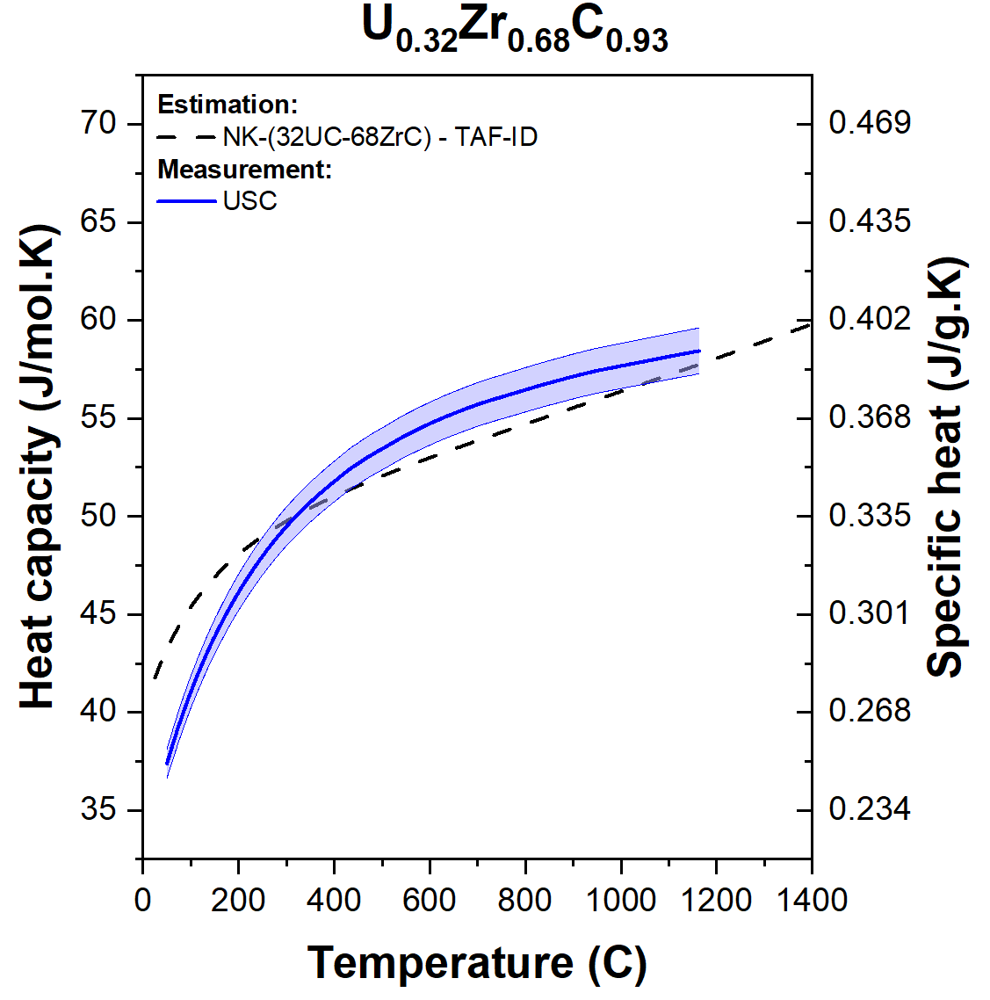 U0.32Zr0.68C0.93
Estimation:
NK-(32UC-68ZrC) - TAF-ID
Measurement:
USC
Heat capacity (J/mol.K)
70
65
60
55
50
45
40
35
0.469
0.435
0.402
0.368
0.335
0.301
0.268
0.234
Specific heat (J/g.K)
0 200 400 600 800 1000 1200 1400
Temperature (C)